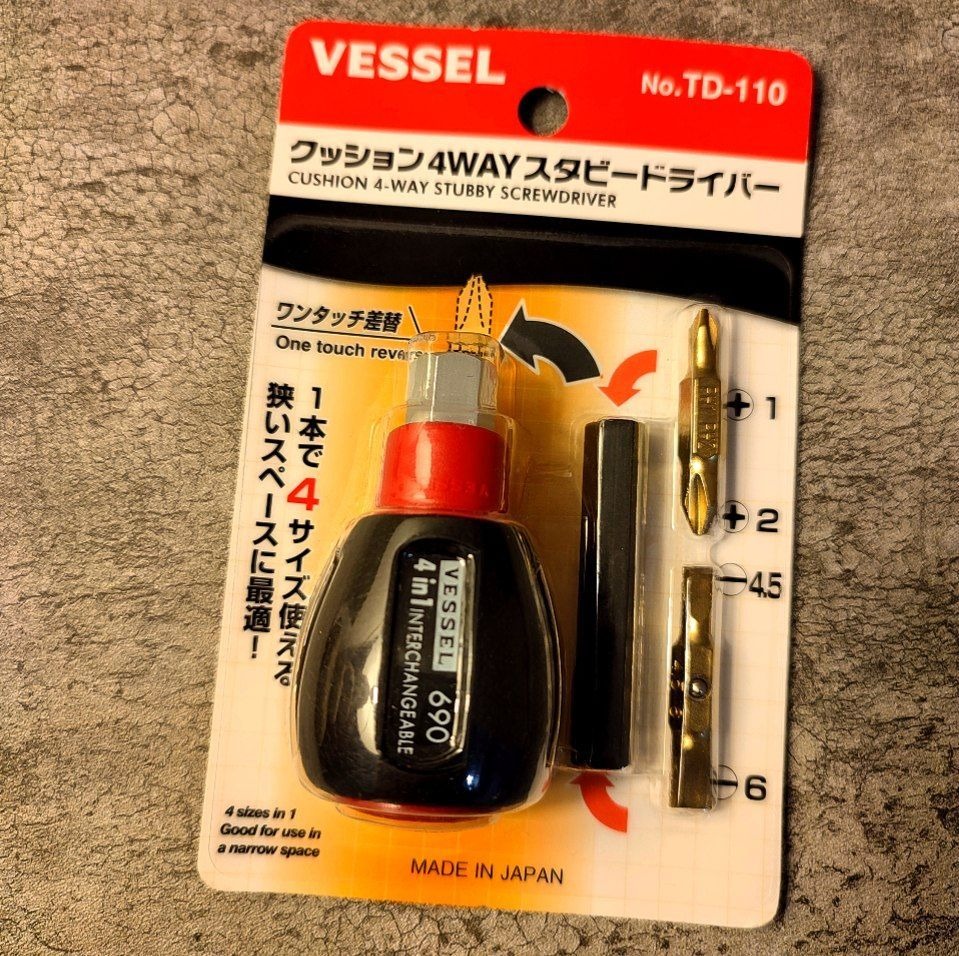 VESSEL
No.TD-110
クッション4WAYスタビードライバー
CUSHION 4-WAY STUBBY SCREWDRIVER
ワンタッチ差替
One touch
1本で4サイズ使える。
狭いスペースに最適！
VESSEL 690
4 in 1 INTERCHANGEABLE
+ 1
+ 2
− 4.5
− 6
4 sizes in 1
Good for use in
a narrow space
MADE IN JAPAN